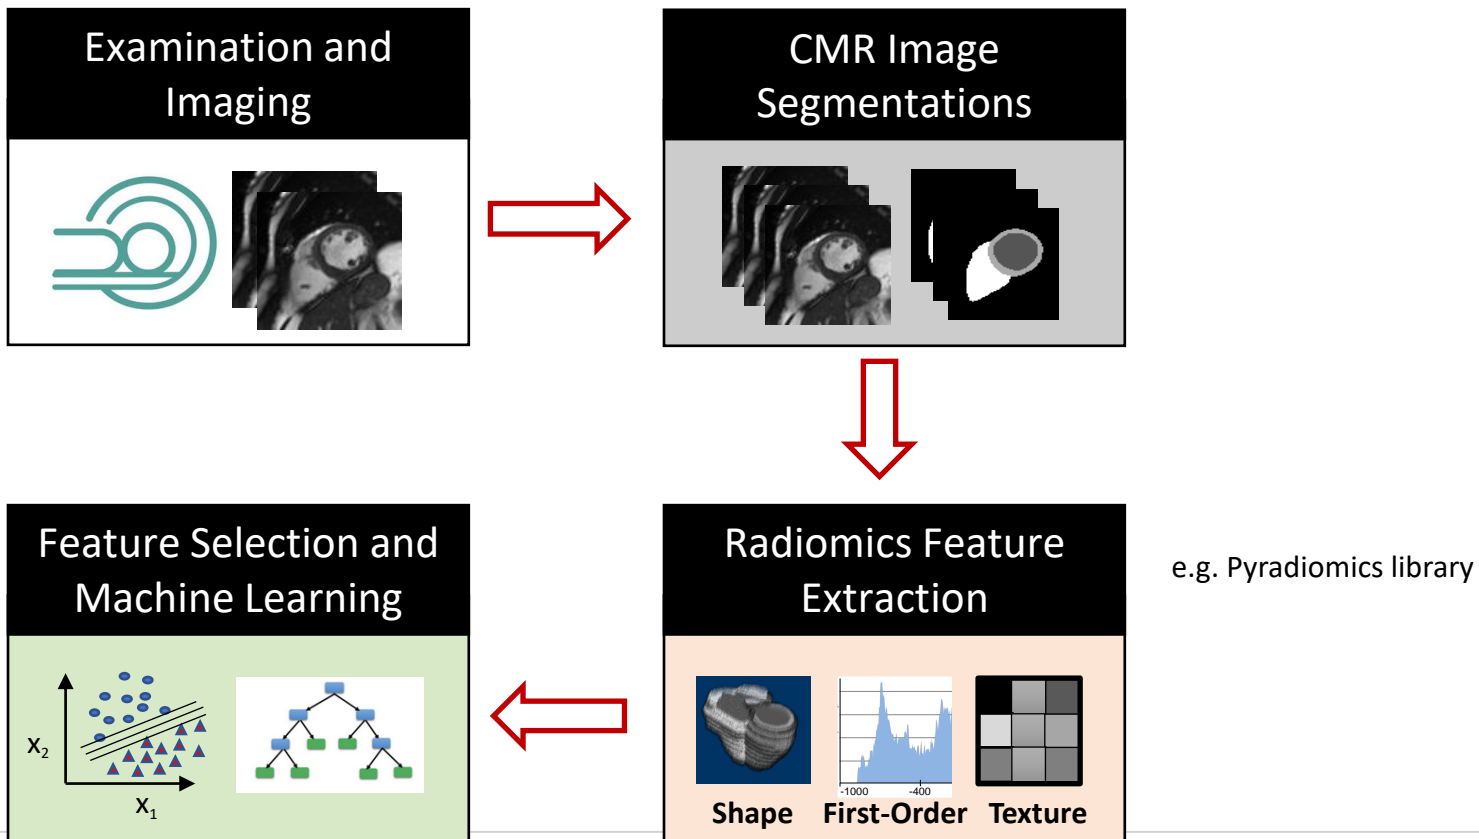 Examination and
Imaging
CMR Image
Segmentations
Feature Selection and
Machine Learning
x₂
x₁
Radiomics Feature
Extraction
-1000 -400
Shape First-Order Texture
e.g. Pyradiomics library